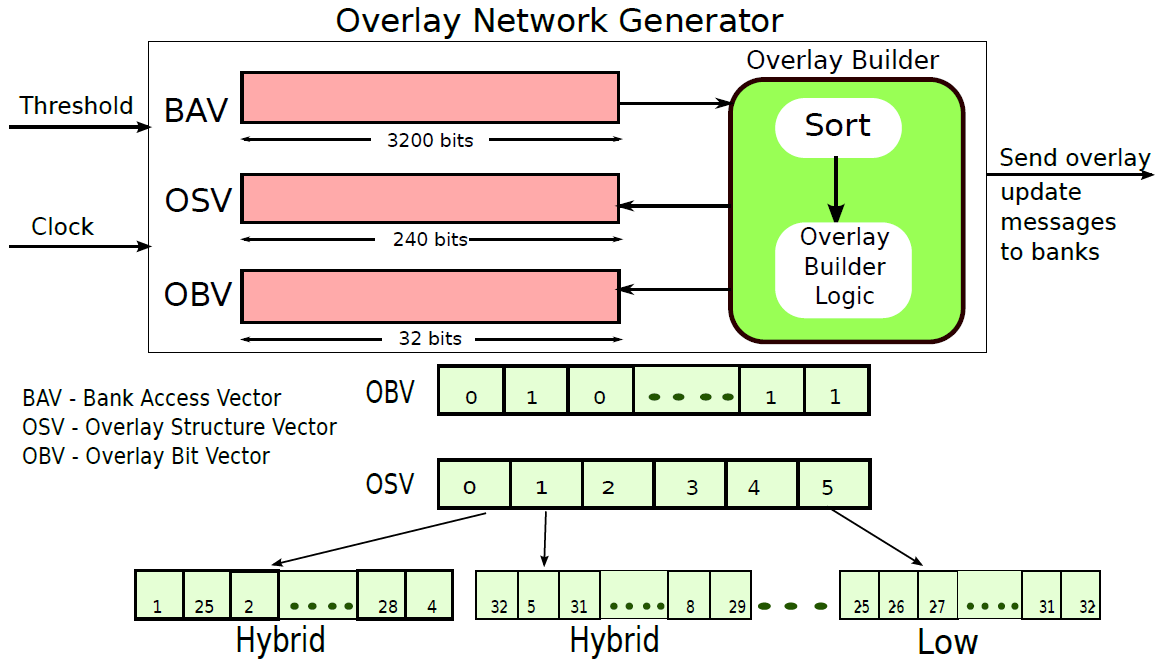 Overlay Network Generator
Overlay Builder
Threshold
BAV
3200 bits
Sort
Clock
OSV
240 bits
Overlay
Builder
Logic
OBV
32 bits
Send overlay
update
messages
to banks
BAV - Bank Access Vector
OSV - Overlay Structure Vector
OBV - Overlay Bit Vector
OBV 0 1 0 .... 1 1
OSV 0 1 2 3 4 5
1 25 2 .... 28 4
Hybrid
32 5 31 .... 8 29
Hybrid
...
25 26 27 .... 31 32
Low